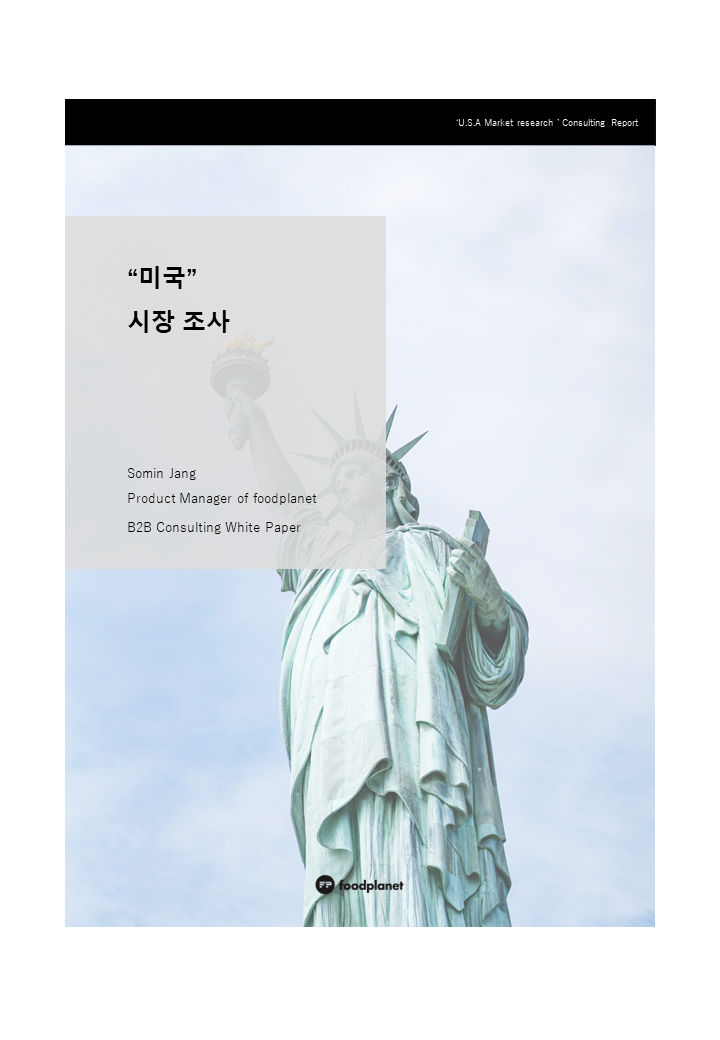 ‘U.S.A Market research ’ Consulting Report
“미국”
시장 조사
Somin Jang
Product Manager of foodplanet
B2B Consulting White Paper
FP foodplanet